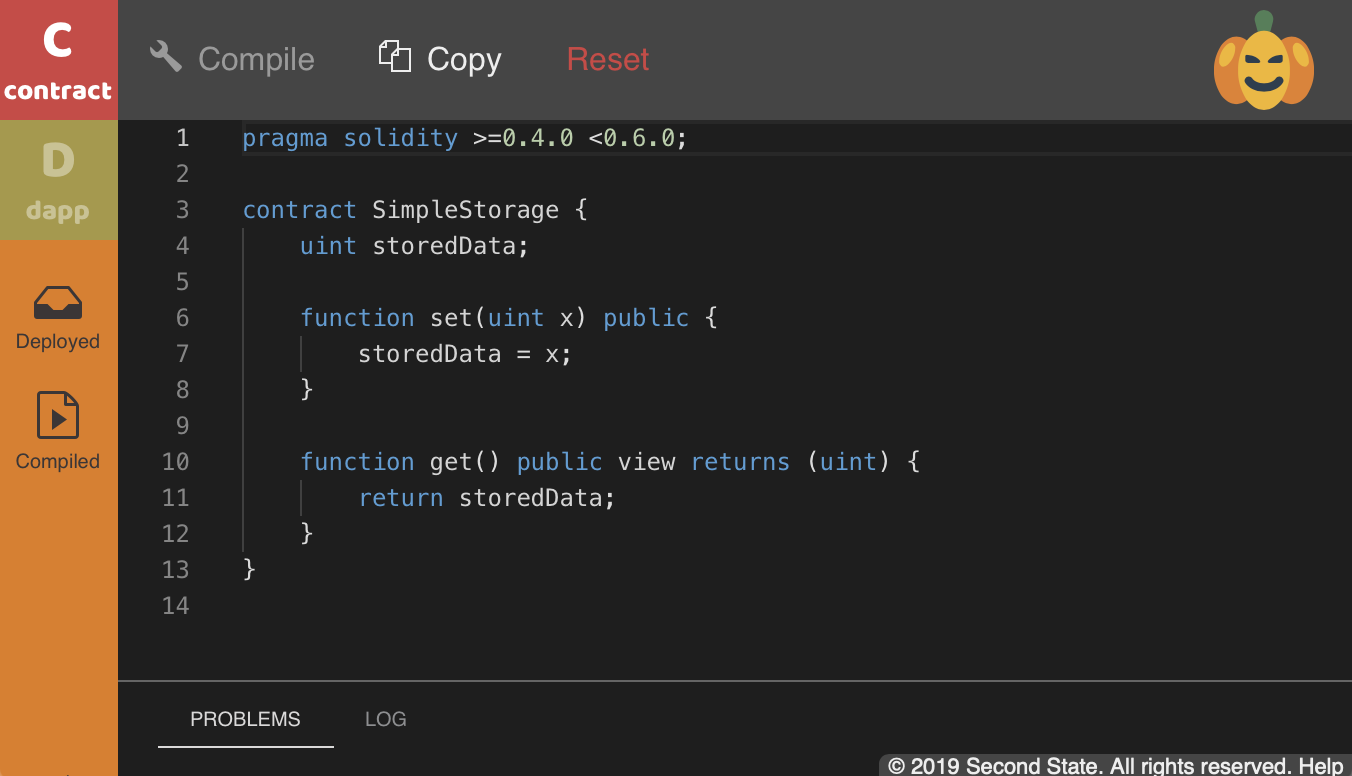 C
contract
Compile
Copy
Reset
D
dapp
Deployed
Compiled
1 pragma solidity >=0.4.0 <0.6.0;
2
3 contract SimpleStorage {
4     uint storedData;
5
6     function set(uint x) public {
7         storedData = x;
8     }
9
10     function get() public view returns (uint) {
11         return storedData;
12     }
13 }
14
PROBLEMS
LOG
© 2019 Second State. All rights reserved. Help